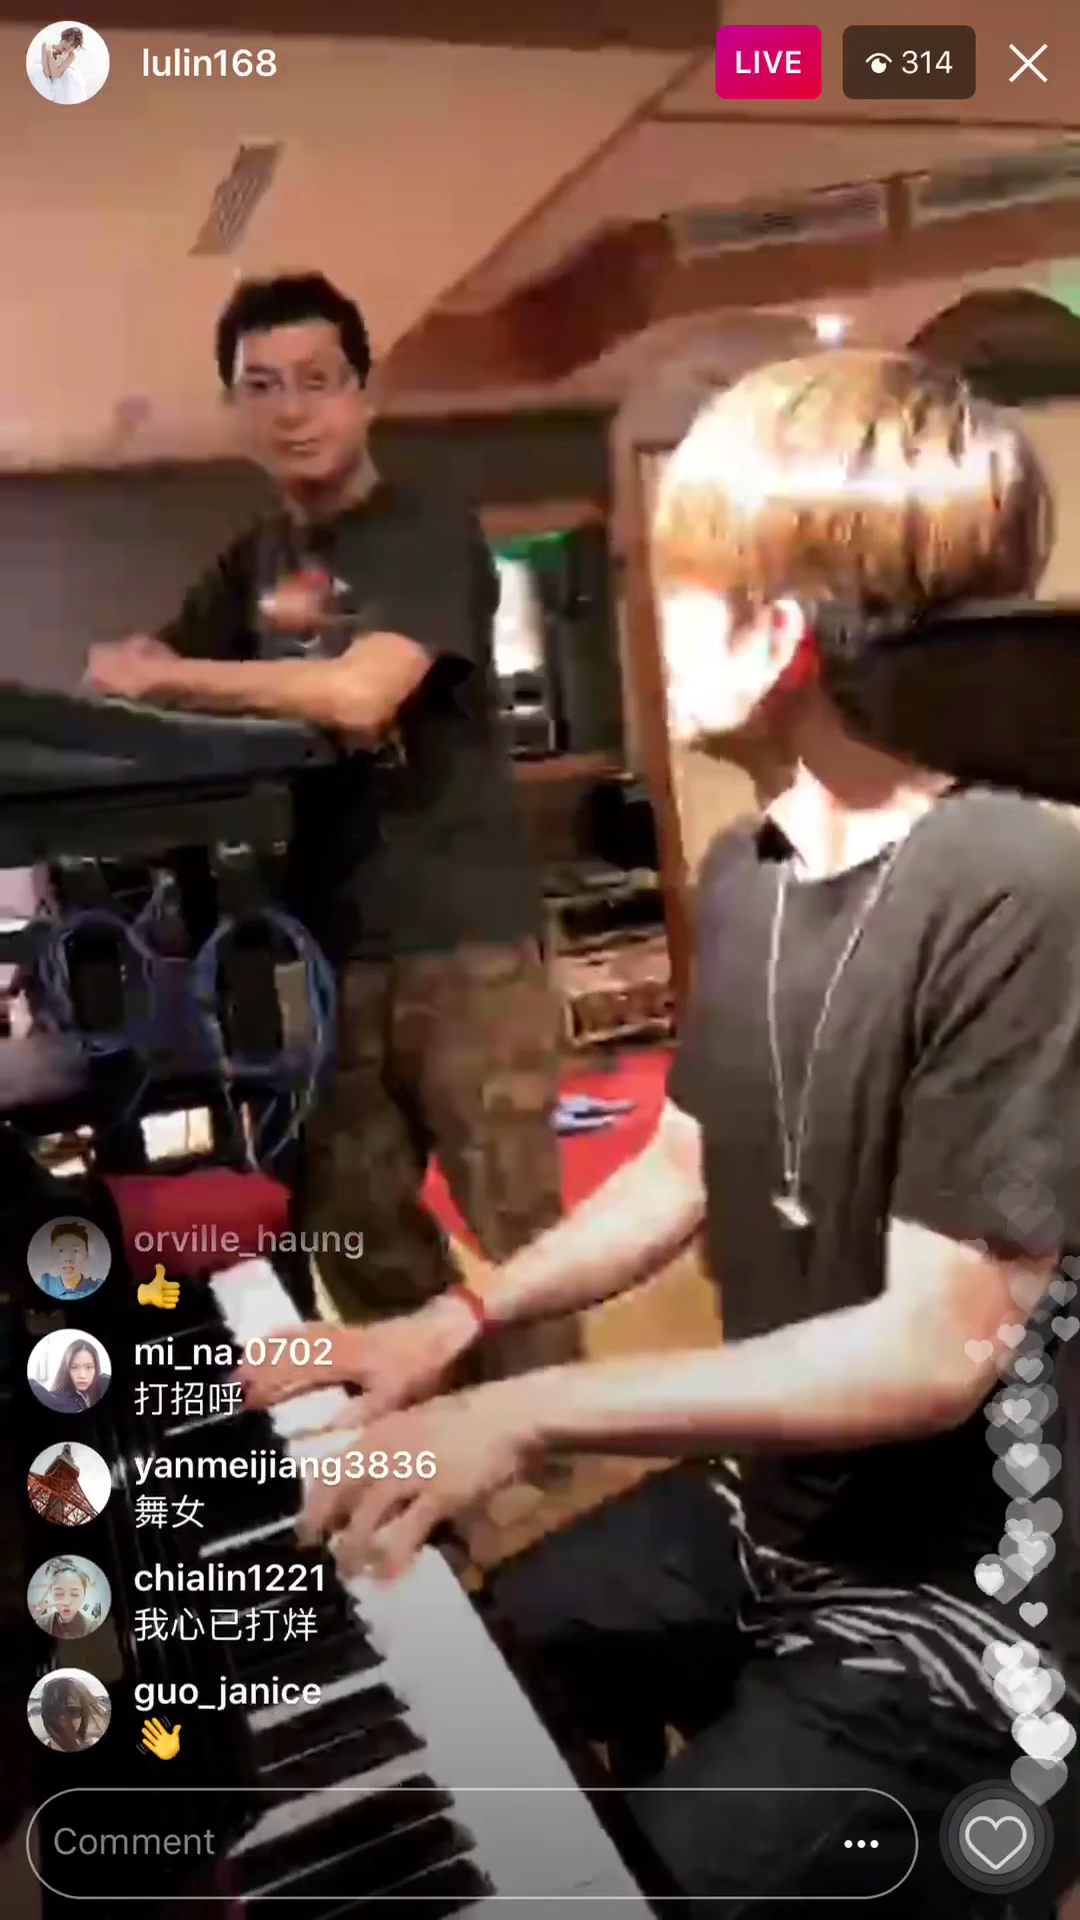 lulin168
LIVE
314
orville_haung
👍
mi_na.0702
打招呼
yanmeijiang3836
舞女
chialin1221
我心已打烊
guo_janice
👋
Comment